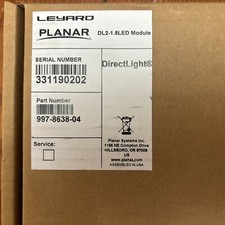 LEYARD
PLANAR
DL2-1.8LED Module
SERIAL NUMBER
DirectLight®
331190202
Part Number
997-8638-04
Planar Systems Inc.
1195 NE Compton Drive
HILLSBORO, OR 97006
US
www.planar.com
ASSEMBLED IN USA
Service: